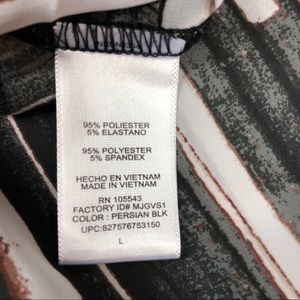 95% POLIESTER
5% ELASTANO
95% POLYESTER
5% SPANDEX
HECHO EN VIETNAM
MADE IN VIETNAM
RN 105543
FACTORY ID# MJGVS1
COLOR : PERSIAN BLK
UPC:827576753150
L